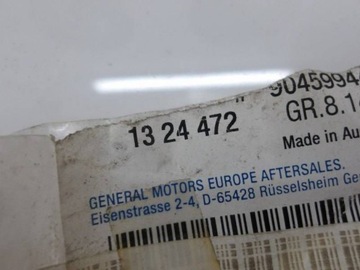 9045994
13 24 472 "
GR.8.1
Made in Au
GENERAL MOTORS EUROPE AFTERSALES.
Eisenstrasse 2-4, D-65428 Rüsselsheim Ge